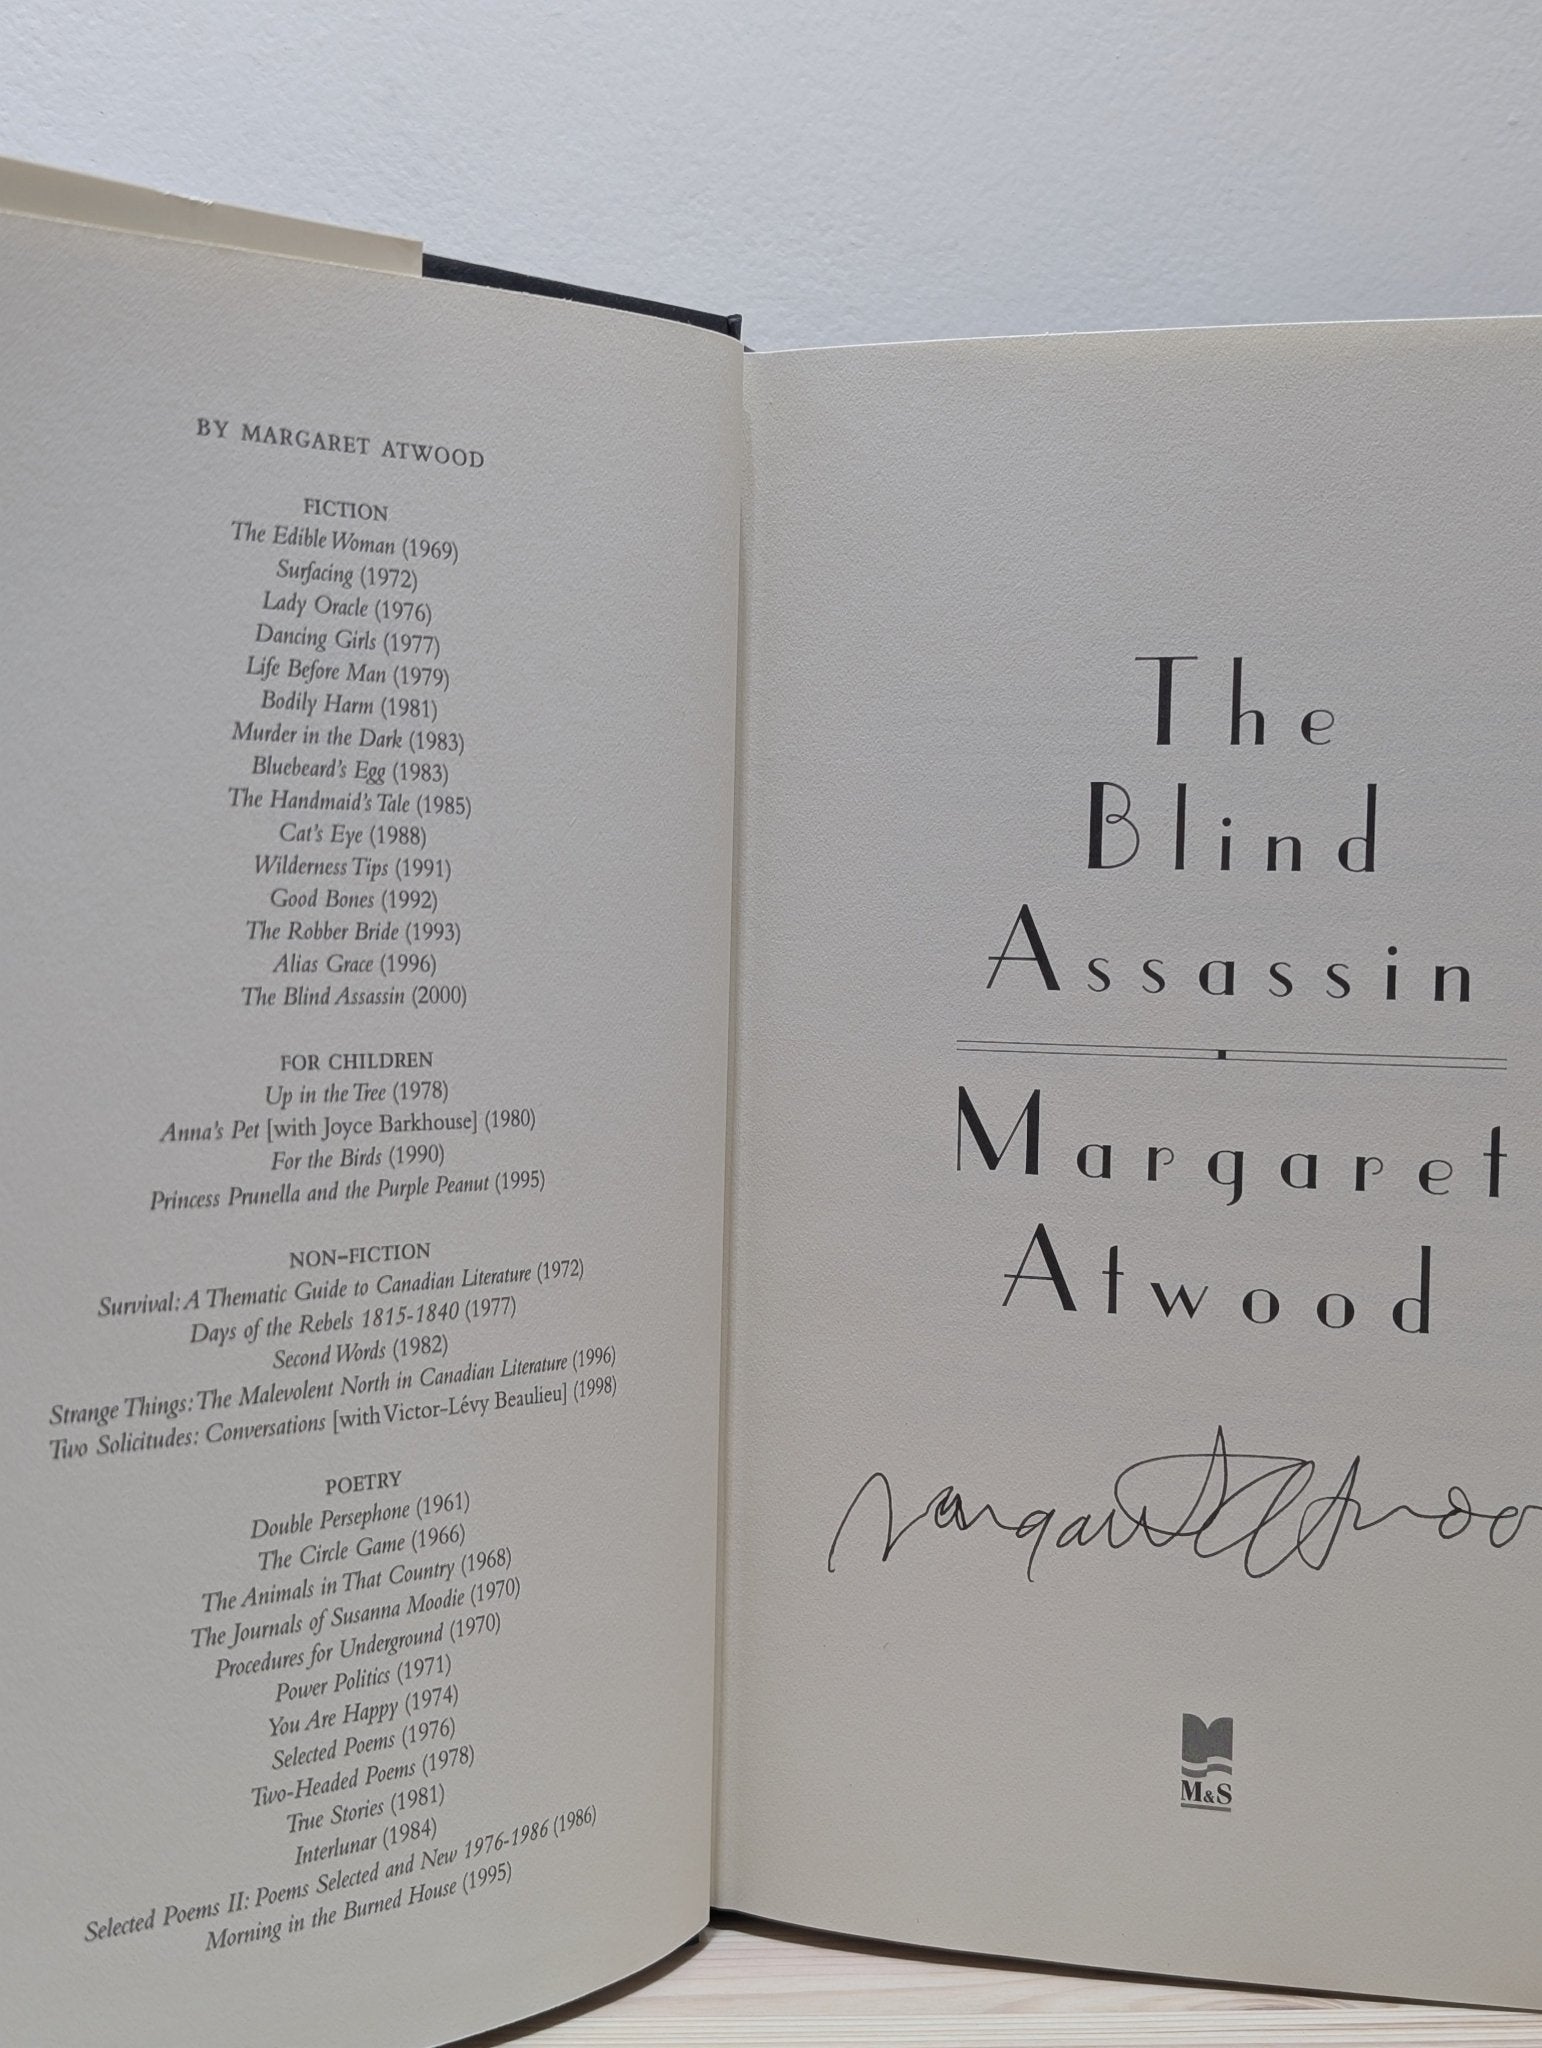 BY MARGARET ATWOOD
FICTION
The Edible Woman (1969)
Surfacing (1972)
Lady Oracle (1976)
Dancing Girls (1977)
Life Before Man (1979)
Bodily Harm (1981)
Murder in the Dark (1983)
Bluebeard's Egg (1983)
The Handmaid's Tale (1985)
Cat's Eye (1988)
Wilderness Tips (1991)
Good Bones (1992)
The Robber Bride (1993)
Alias Grace (1996)
The Blind Assassin (2000)
FOR CHILDREN
Up in the Tree (1978)
Anna's Pet [with Joyce Barkhouse] (1980)
For the Birds (1990)
Princess Prunella and the Purple Peanut (1995)
NON-FICTION
Survival: A Thematic Guide to Canadian Literature (1972)
Days of the Rebels 1815-1840 (1977)
Second Words (1982)
Strange Things: The Malevolent North in Canadian Literature (1996)
Two Solicitudes: Conversations [with Victor-Lévy Beaulieu] (1998)
POETRY
Double Persephone (1961)
The Circle Game (1966)
The Animals in That Country (1968)
The Journals of Susanna Moodie (1970)
Procedures for Underground (1970)
Power Politics (1971)
You Are Happy (1974)
Selected Poems (1976)
Two-Headed Poems (1978)
True Stories (1981)
Interlunar (1984)
Selected Poems II: Poems Selected and New 1976-1986 (1986)
Morning in the Burned House (1995)
The
Blind
Assassin
Margaret
Atwood
Margaret Atwoo
M&S